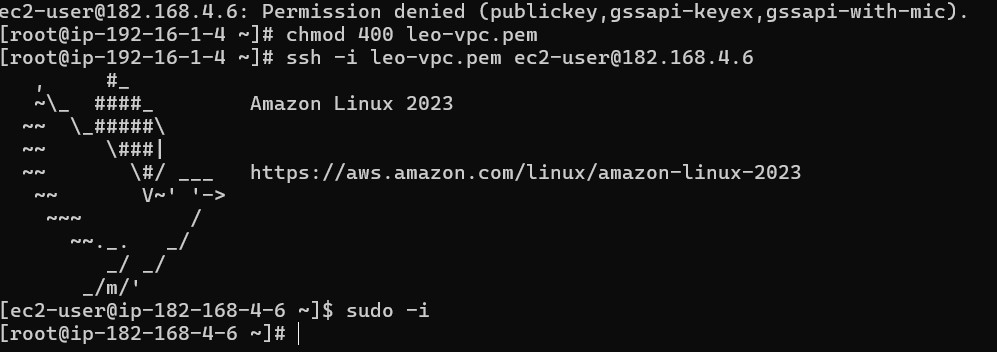 ec2-user@182.168.4.6: Permission denied (publickey,gssapi-keyex,gssapi-with-mic).
[root@ip-192-16-1-4 ~]# chmod 400 leo-vpc.pem
[root@ip-192-16-1-4 ~]# ssh -i leo-vpc.pem ec2-user@182.168.4.6
   ,     #_
   ~\_  ####_        Amazon Linux 2023
  ~~  \_#####\
  ~~     \###|
  ~~       \#/ ___   https://aws.amazon.com/linux/amazon-linux-2023
   ~~       V~' '->
    ~~~         /
      ~~._.   _/
         _/ _/
       _/m/'
[ec2-user@ip-182-168-4-6 ~]$ sudo -i
[root@ip-182-168-4-6 ~]#